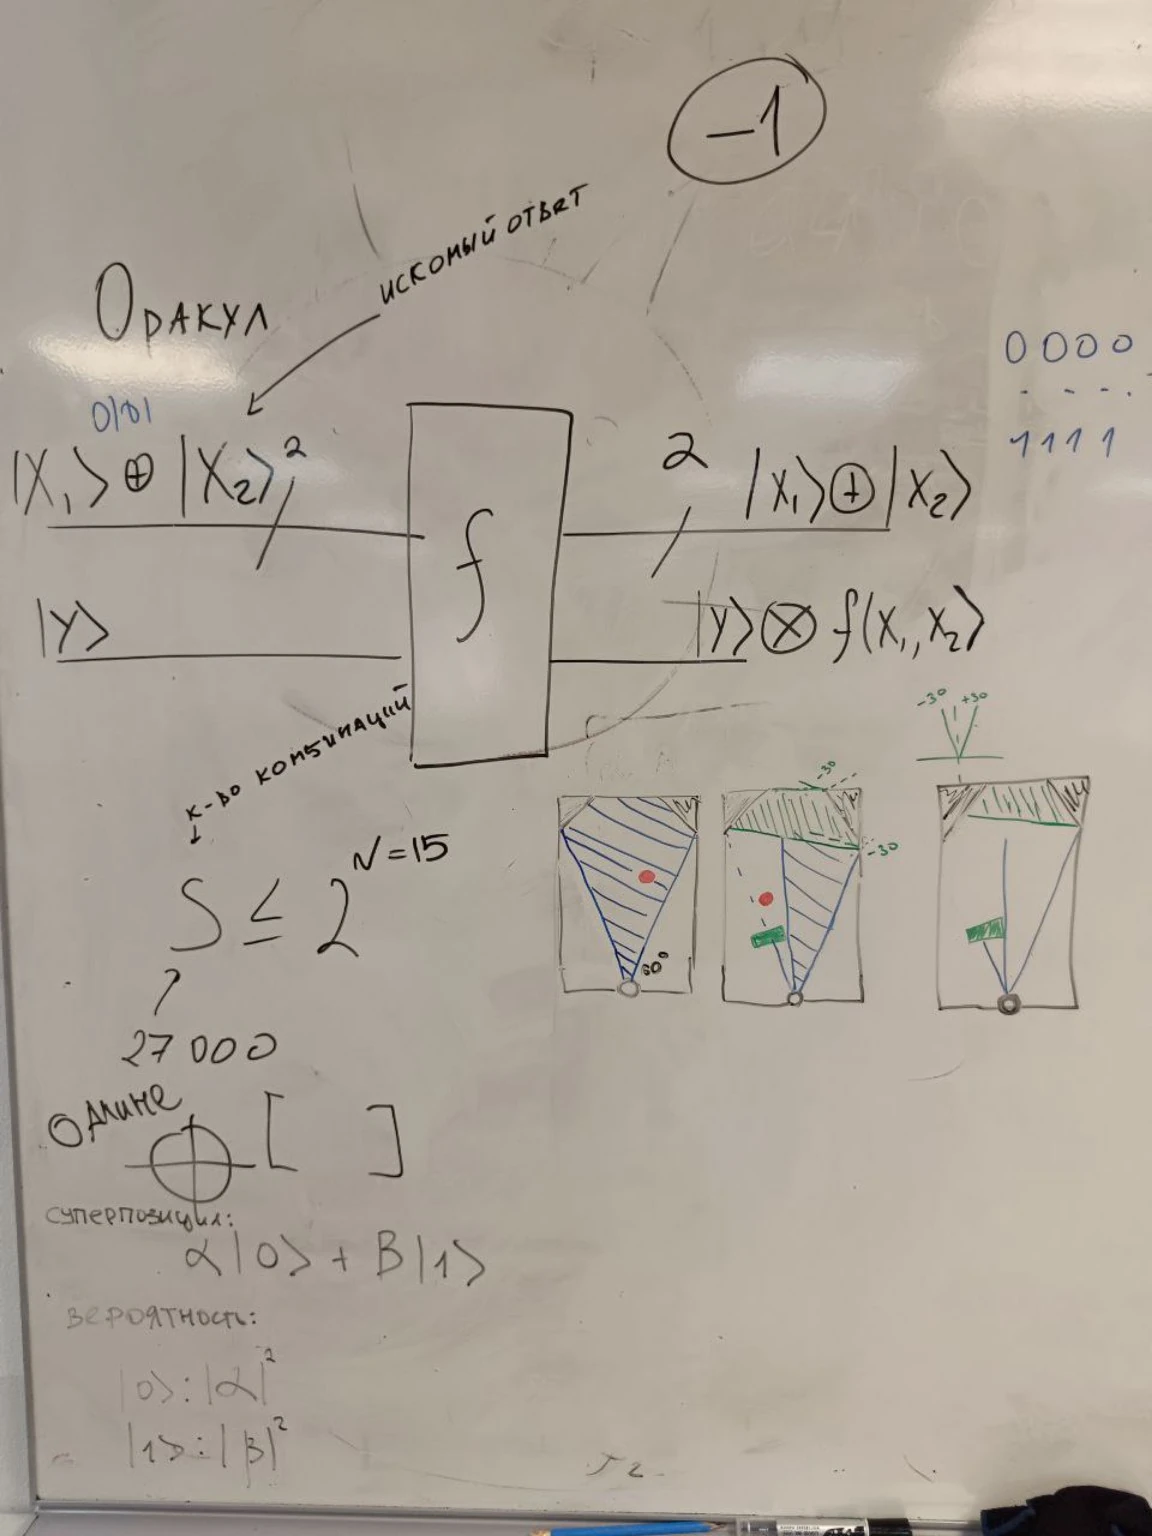 −1
искомый ответ
Оракул
0101
0000
. - - .
1111
|X₁⟩ ⊕ |X₂⟩ 2
f
2 |X₁⟩ ⊕ |X₂⟩
|Y⟩
|Y⟩ ⊗ f(X₁, X₂⟩
к-во комбинаций
-30 +30
-30
-30
60°
S ≤ 2^N=15
27 000
О длине
[ ]
суперпозиция:
α|0⟩ + B|1⟩
вероятность:
|0⟩: |α|²
|1⟩: |β|²